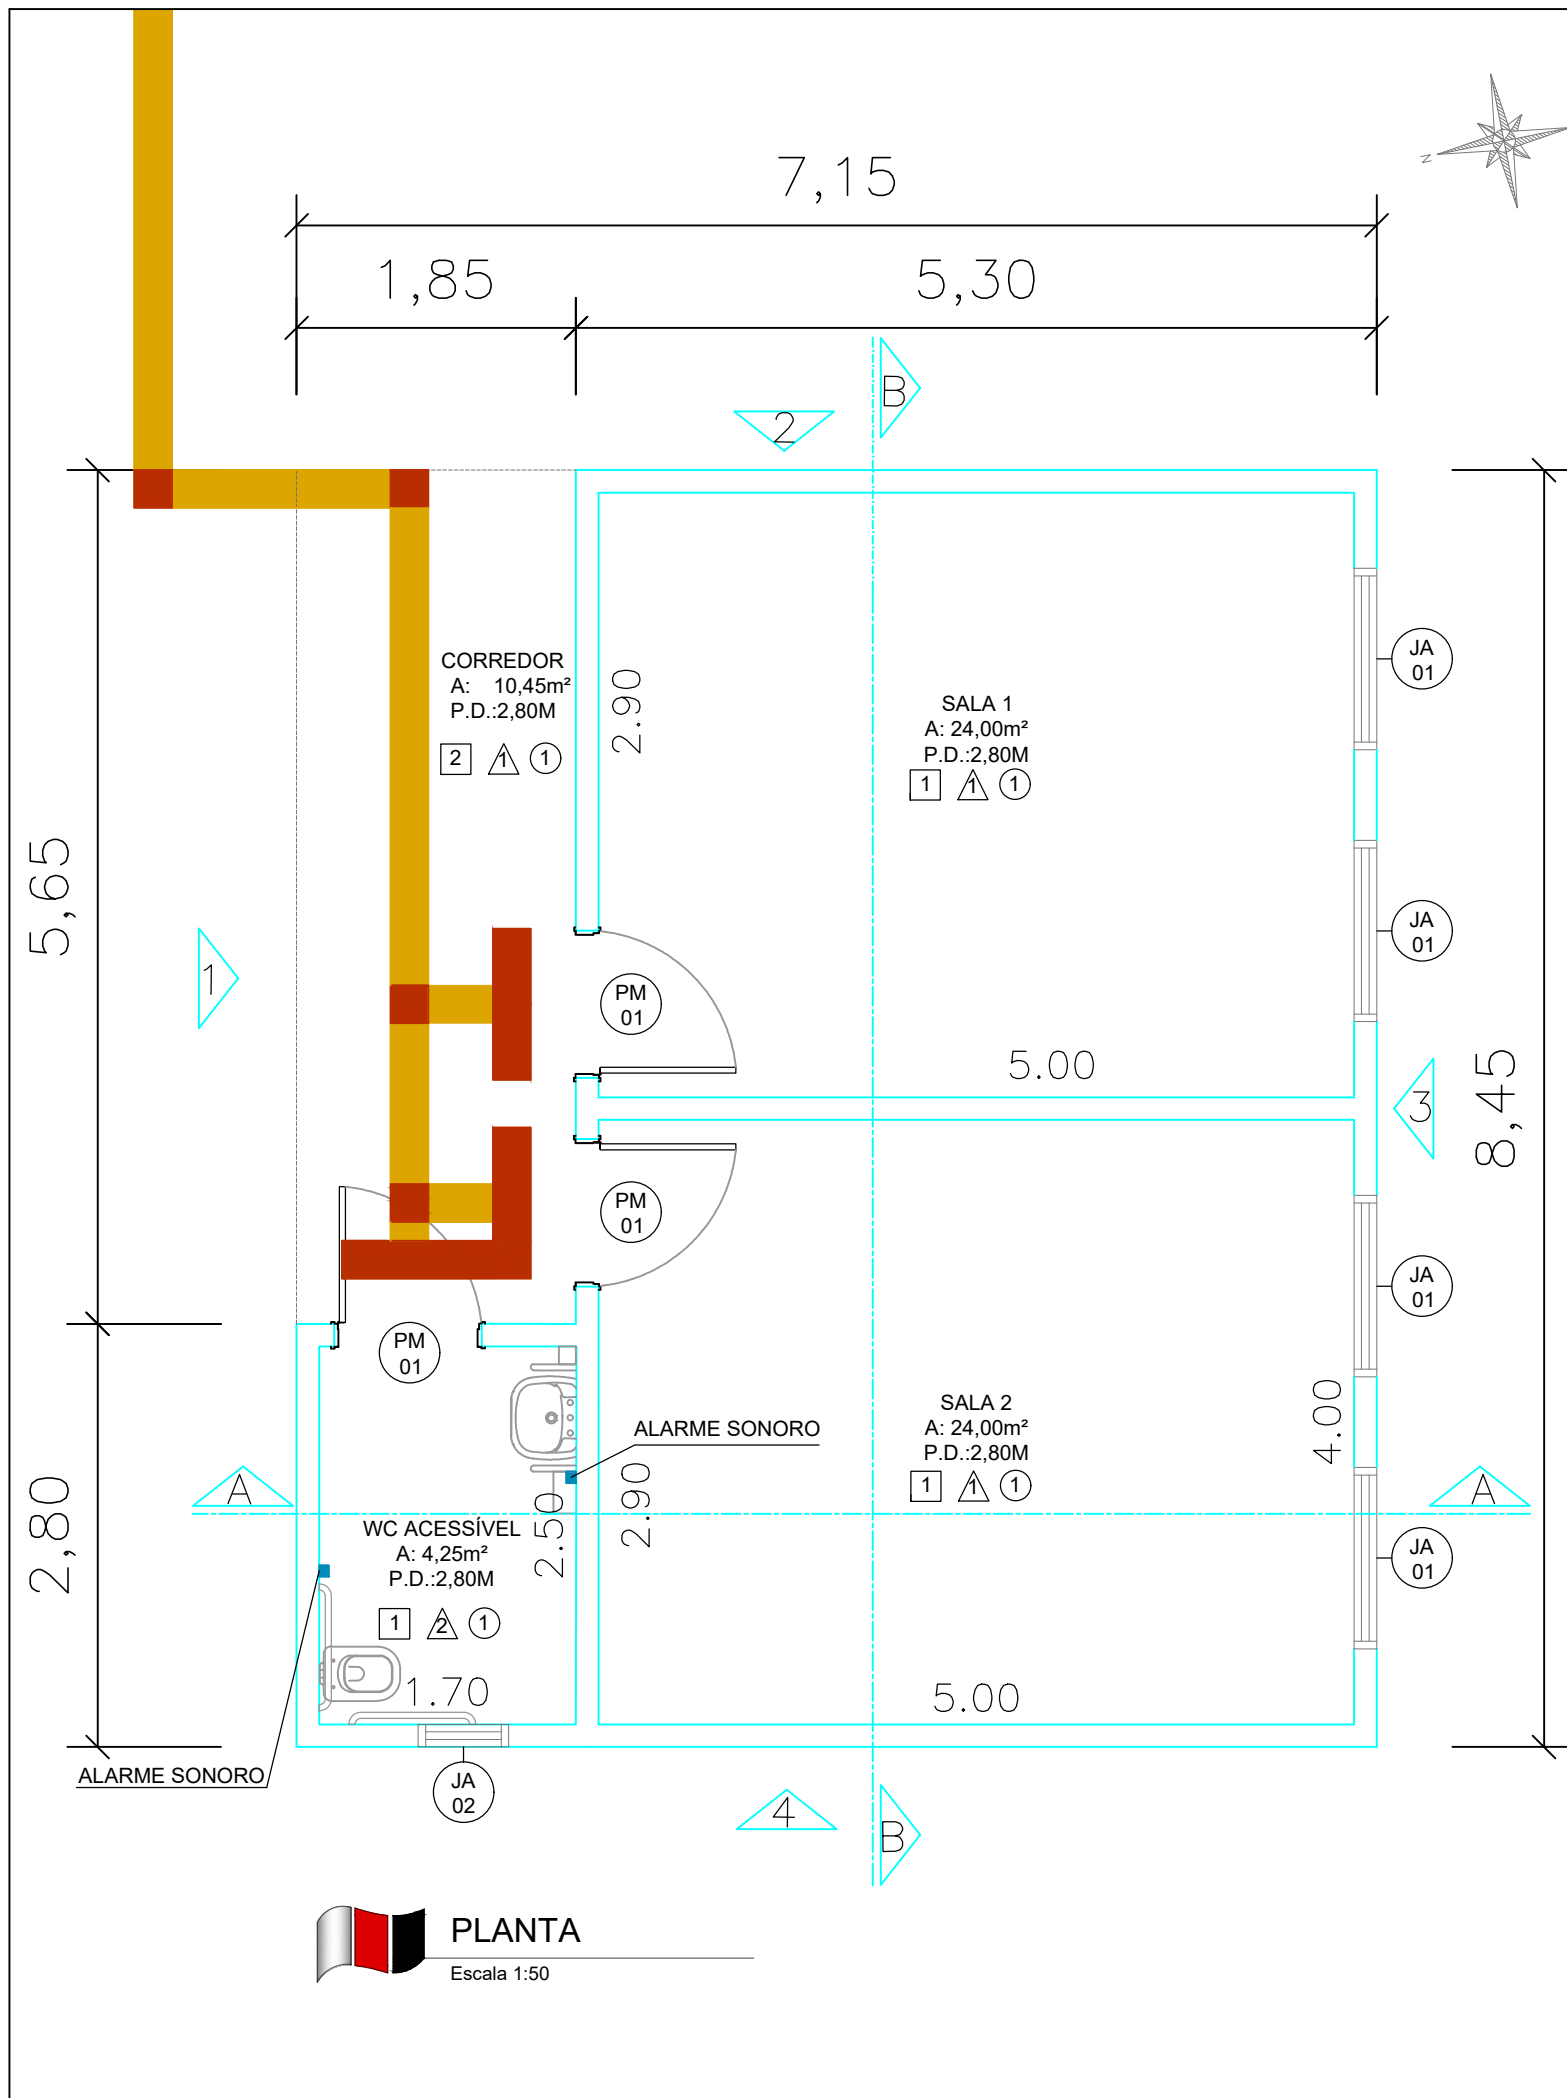 N
7,15
1,85
5,30
B
2
CORREDOR
A: 10,45m²
P.D.:2,80M
2 1 1
2.90
SALA 1
A: 24,00m²
P.D.:2,80M
1 1 1
JA
01
5,65
JA
01
1
PM
01
5.00
3
8,45
PM
01
JA
01
PM
01
ALARME SONORO
SALA 2
A: 24,00m²
P.D.:2,80M
1 1 1
4.00
A
A
2,80
2.50
2.90
WC ACESSÍVEL
A: 4,25m²
P.D.:2,80M
1 2 1
JA
01
1.70
5.00
ALARME SONORO
JA
02
4
B
PLANTA
Escala 1:50